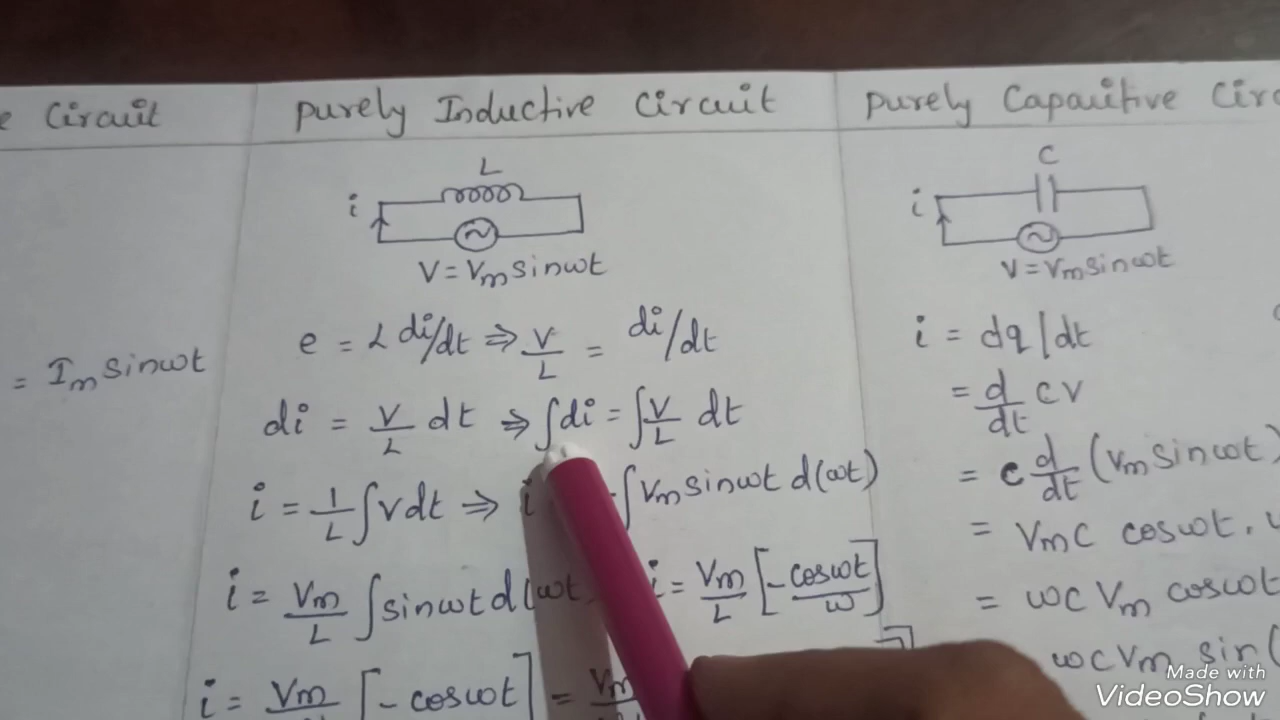 e Circuit
= Im sinωt
Purely Inductive Circuit
L
i
V = Vm sinωt
e = L di/dt ⇒ V/L = di/dt
di = V/L dt ⇒ ∫di = ∫V/L dt
i = 1/L ∫v dt ⇒ i ∫Vm sinωt d(ωt)
i = Vm/L ∫sinωt d(ωt i = Vm/L [-cosωt/ω]
i = Vm [-cosωt] = Vm
Purely Capacitive Circ
C
i
V = Vm sinωt
i = dq/dt
= d/dt CV
= C d/dt (Vm sinωt)
= VmC cosωt.
= ωC Vm cosωt
ωC Vm sin(
Made with
VideoShow